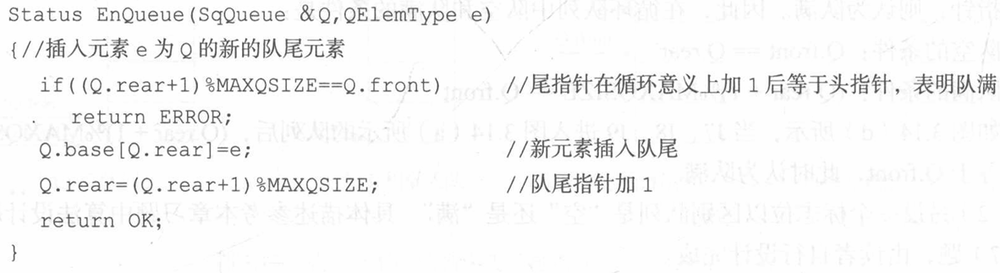 Status EnQueue(SqQueue &Q,QElemType e)
{//插入元素 e 为 Q 的新的队尾元素
if((Q.rear+1)%MAXQSIZE==Q.front) //尾指针在循环意义上加 1 后等于头指针，表明队满
return ERROR;
Q.base[Q.rear]=e; //新元素插入队尾
Q.rear=(Q.rear+1)%MAXQSIZE; //队尾指针加 1
return OK;
}